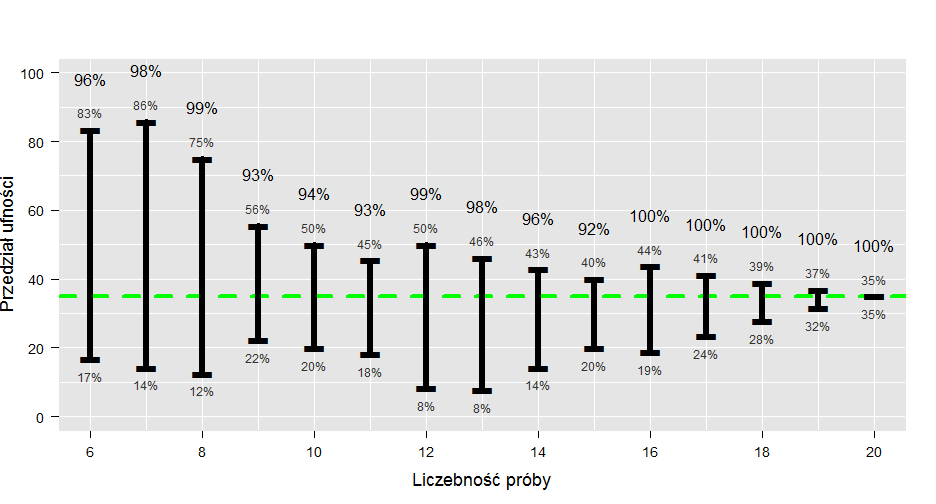 96% 98% 99% 93% 94% 93% 99% 98% 96% 92% 100% 100% 100% 100% 100%
83% 86% 75% 56% 50% 45% 50% 46% 43% 40% 44% 41% 39% 37% 35%
17% 14% 12% 22% 20% 18% 8% 8% 14% 20% 19% 24% 28% 32% 35%
100
80
60
40
20
0
Przedział ufności
6 8 10 12 14 16 18 20
Liczebność próby